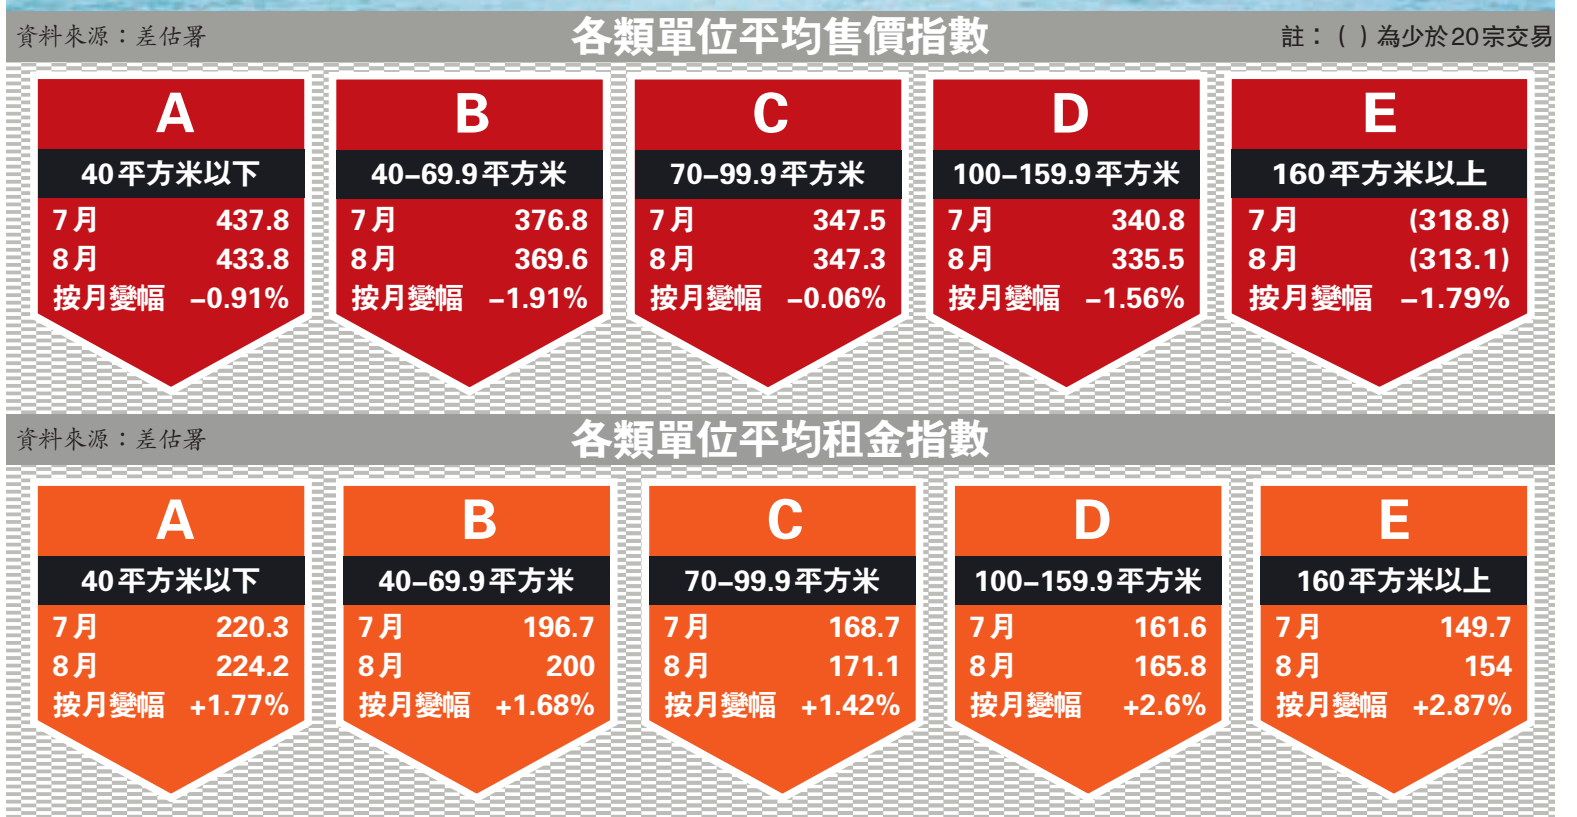 資料來源：差估署
各類單位平均售價指數
註：（ ）為少於20宗交易
A
40平方米以下
7月 437.8
8月 433.8
按月變幅 –0.91%
B
40–69.9平方米
7月 376.8
8月 369.6
按月變幅 –1.91%
C
70–99.9平方米
7月 347.5
8月 347.3
按月變幅 –0.06%
D
100–159.9平方米
7月 340.8
8月 335.5
按月變幅 –1.56%
E
160平方米以上
7月 (318.8)
8月 (313.1)
按月變幅 –1.79%
資料來源：差估署
各類單位平均租金指數
A
40平方米以下
7月 220.3
8月 224.2
按月變幅 +1.77%
B
40–69.9平方米
7月 196.7
8月 200
按月變幅 +1.68%
C
70–99.9平方米
7月 168.7
8月 171.1
按月變幅 +1.42%
D
100–159.9平方米
7月 161.6
8月 165.8
按月變幅 +2.6%
E
160平方米以上
7月 149.7
8月 154
按月變幅 +2.87%